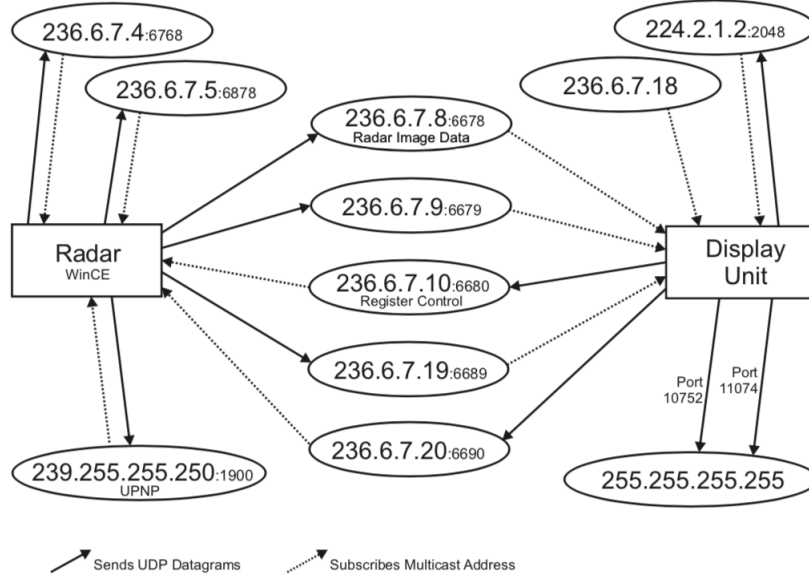 236.6.7.4:6768
224.2.1.2:2048
236.6.7.5:6878
236.6.7.18
236.6.7.8:6678
Radar Image Data
236.6.7.9:6679
Radar
WinCE
Display
Unit
236.6.7.10:6680
Register Control
236.6.7.19:6689
Port
10752
Port
11074
236.6.7.20:6690
239.255.255.250:1900
UPNP
255.255.255.255
Sends UDP Datagrams
Subscribes Multicast Address